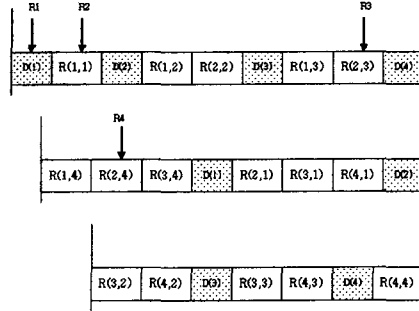 R1 R2 R3
D(1) R(1,1) D(2) R(1,2) R(2,2) D(3) R(1,3) R(2,3) D(4)
R4
R(1,4) R(2,4) R(3,4) D(1) R(2,1) R(3,1) R(4,1) D(2)
R(3,2) R(4,2) D(3) R(3,3) R(4,3) D(4) R(4,4)